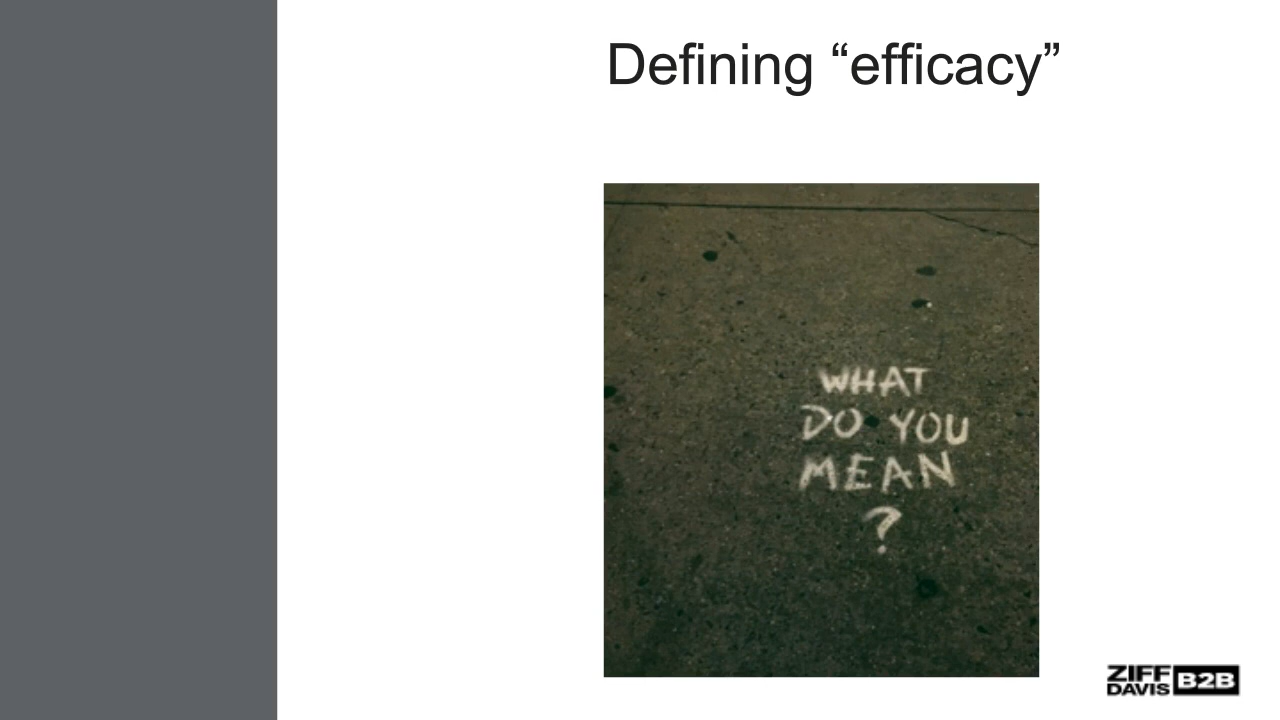 Defining “efficacy”
WHAT
DO YOU
MEAN
?
ZIFF
DAVIS B2B